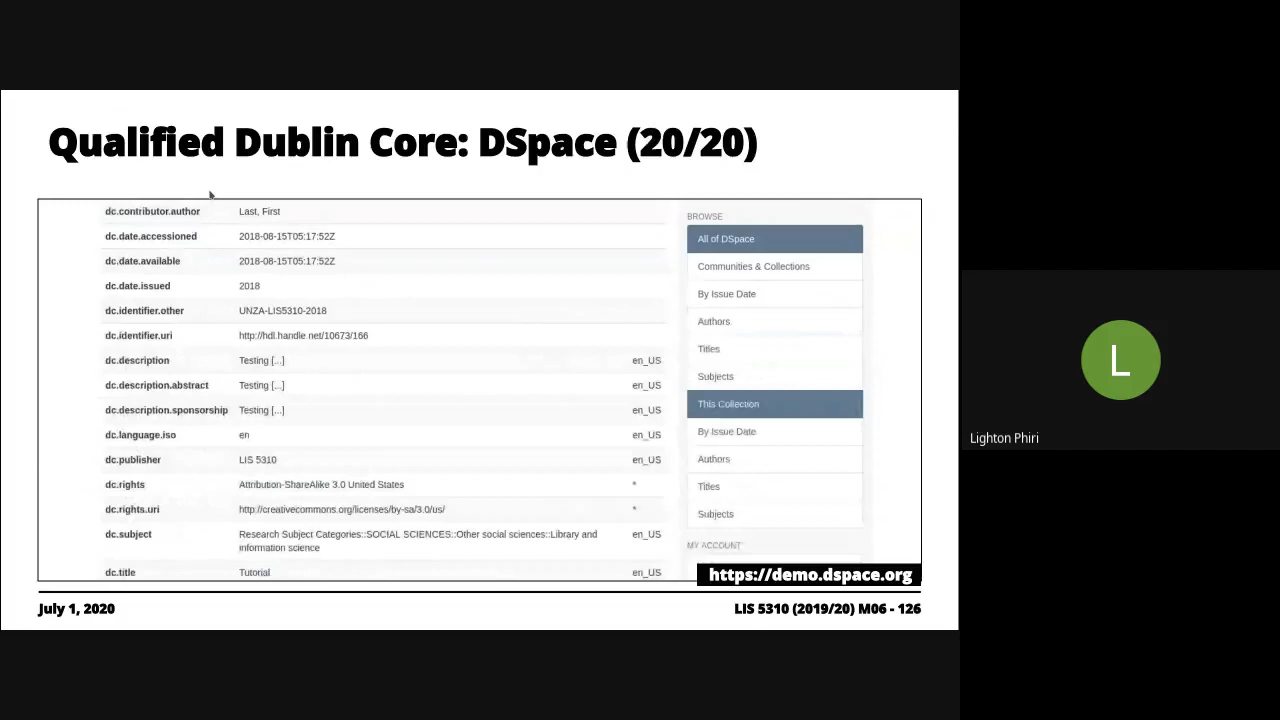 Qualified Dublin Core: DSpace (20/20)
dc.contributor.author Last, First
dc.date.accessioned 2018-08-15T05:17:52Z
dc.date.available 2018-08-15T05:17:52Z
dc.date.issued 2018
dc.identifier.other UNZA-LIS5310-2018
dc.identifier.uri http://hdl.handle.net/10673/166
dc.description Testing [...] en_US
dc.description.abstract Testing [...] en_US
dc.description.sponsorship Testing [...] en_US
dc.language.iso en en_US
dc.publisher LIS 5310 en_US
dc.rights Attribution-ShareAlike 3.0 United States *
dc.rights.uri http://creativecommons.org/licenses/by-sa/3.0/us/ *
dc.subject Research Subject Categories::SOCIAL SCIENCES::Other social sciences::Library and en_US
information science
dc.title Tutorial en_US
BROWSE
All of DSpace
Communities & Collections
By Issue Date
Authors
Titles
Subjects
This Collection
By Issue Date
Authors
Titles
Subjects
MY ACCOUNT
https://demo.dspace.org
July 1, 2020
LIS 5310 (2019/20) M06 - 126
L
Lighton Phiri